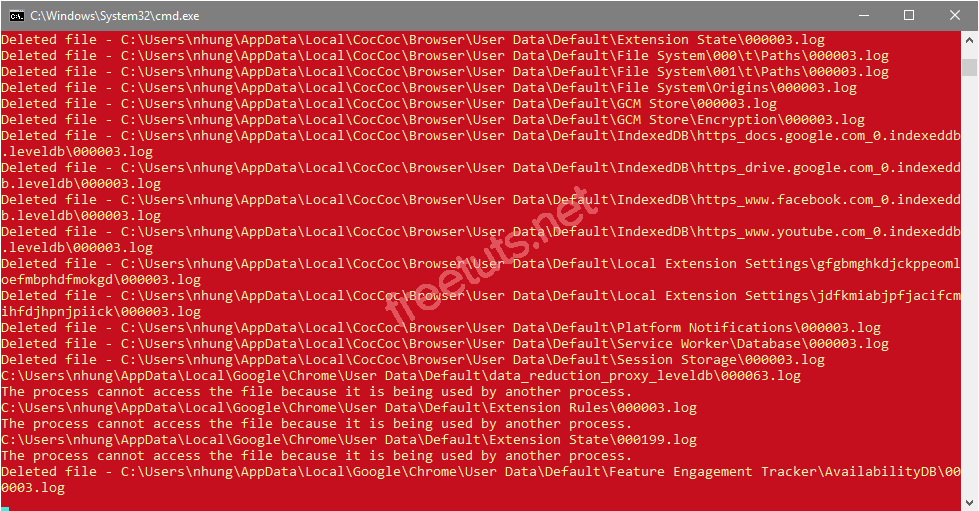 C:\Windows\System32\cmd.exe
Deleted file - C:\Users\nhung\AppData\Local\CocCoc\Browser\User Data\Default\Extension State\000003.log
Deleted file - C:\Users\nhung\AppData\Local\CocCoc\Browser\User Data\Default\File System\000\t\Paths\000003.log
Deleted file - C:\Users\nhung\AppData\Local\CocCoc\Browser\User Data\Default\File System\001\t\Paths\000003.log
Deleted file - C:\Users\nhung\AppData\Local\CocCoc\Browser\User Data\Default\File System\Origins\000003.log
Deleted file - C:\Users\nhung\AppData\Local\CocCoc\Browser\User Data\Default\GCM Store\000003.log
Deleted file - C:\Users\nhung\AppData\Local\CocCoc\Browser\User Data\Default\GCM Store\Encryption\000003.log
Deleted file - C:\Users\nhung\AppData\Local\CocCoc\Browser\User Data\Default\IndexedDB\https_docs.google.com_0.indexeddb
.leveldb\000003.log
Deleted file - C:\Users\nhung\AppData\Local\CocCoc\Browser\User Data\Default\IndexedDB\https_drive.google.com_0.indexedd
b.leveldb\000003.log
Deleted file - C:\Users\nhung\AppData\Local\CocCoc\Browser\User Data\Default\IndexedDB\https_www.facebook.com_0.indexedd
b.leveldb\000003.log
Deleted file - C:\Users\nhung\AppData\Local\CocCoc\Browser\User Data\Default\IndexedDB\https_www.youtube.com_0.indexeddb
.leveldb\000003.log
Deleted file - C:\Users\nhung\AppData\Local\CocCoc\Browser\User Data\Default\Local Extension Settings\gfgbmghkdjckppeoml
oefmbphdfmokgd\000003.log
Deleted file - C:\Users\nhung\AppData\Local\CocCoc\Browser\User Data\Default\Local Extension Settings\jdfkmiabjpfjacifcm
ihfdjhpnjpiick\000003.log
Deleted file - C:\Users\nhung\AppData\Local\CocCoc\Browser\User Data\Default\Platform Notifications\000003.log
Deleted file - C:\Users\nhung\AppData\Local\CocCoc\Browser\User Data\Default\Service Worker\Database\000003.log
Deleted file - C:\Users\nhung\AppData\Local\CocCoc\Browser\User Data\Default\Session Storage\000003.log
C:\Users\nhung\AppData\Local\Google\Chrome\User Data\Default\data_reduction_proxy_leveldb\000063.log
The process cannot access the file because it is being used by another process.
C:\Users\nhung\AppData\Local\Google\Chrome\User Data\Default\Extension Rules\000003.log
The process cannot access the file because it is being used by another process.
C:\Users\nhung\AppData\Local\Google\Chrome\User Data\Default\Extension State\000199.log
The process cannot access the file because it is being used by another process.
Deleted file - C:\Users\nhung\AppData\Local\Google\Chrome\User Data\Default\Feature Engagement Tracker\AvailabilityDB\00
0003.log
freetuts.net